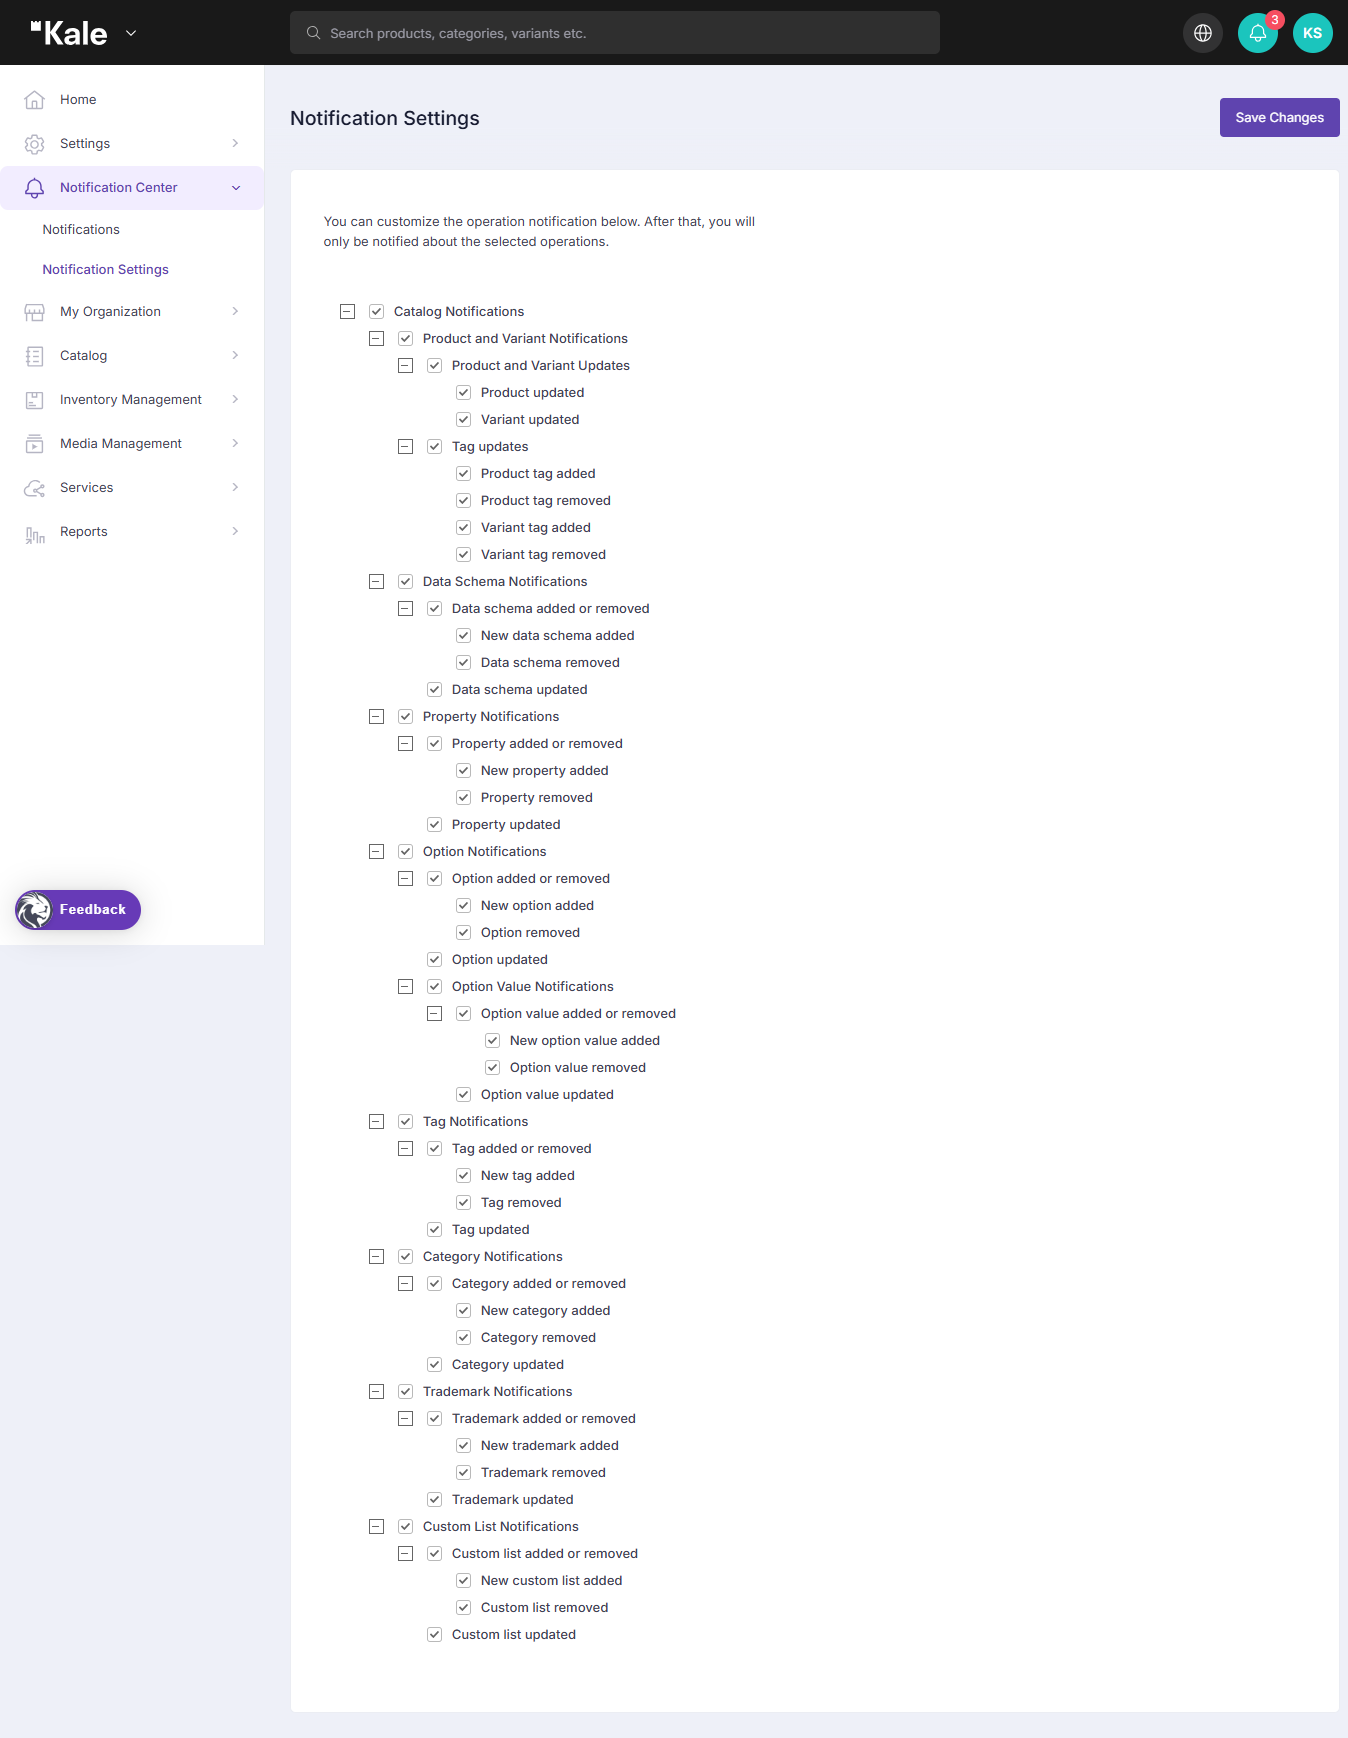 Kale
Search products, categories, variants etc.
3
KS
Home
Settings
Notification Center
Notifications
Notification Settings
My Organization
Catalog
Inventory Management
Media Management
Services
Reports
Feedback
Notification Settings
Save Changes
You can customize the operation notification below. After that, you will
only be notified about the selected operations.
Catalog Notifications
Product and Variant Notifications
Product and Variant Updates
Product updated
Variant updated
Tag updates
Product tag added
Product tag removed
Variant tag added
Variant tag removed
Data Schema Notifications
Data schema added or removed
New data schema added
Data schema removed
Data schema updated
Property Notifications
Property added or removed
New property added
Property removed
Property updated
Option Notifications
Option added or removed
New option added
Option removed
Option updated
Option Value Notifications
Option value added or removed
New option value added
Option value removed
Option value updated
Tag Notifications
Tag added or removed
New tag added
Tag removed
Tag updated
Category Notifications
Category added or removed
New category added
Category removed
Category updated
Trademark Notifications
Trademark added or removed
New trademark added
Trademark removed
Trademark updated
Custom List Notifications
Custom list added or removed
New custom list added
Custom list removed
Custom list updated